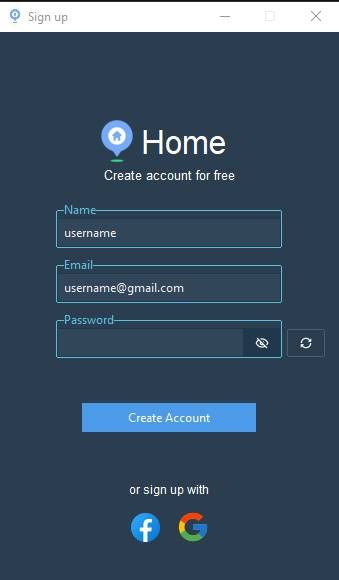 Sign up
Home
Create account for free
Name
username
Email
username@gmail.com
Password
Create Account
or sign up with